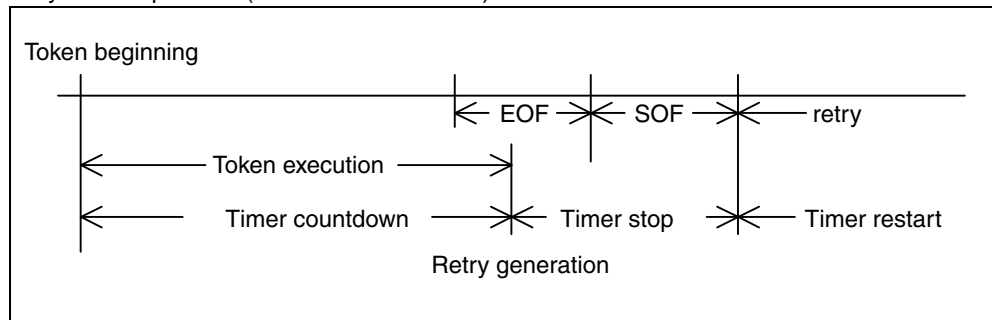 Token beginning
EOF SOF retry
Token execution
Timer countdown Timer stop Timer restart
Retry generation